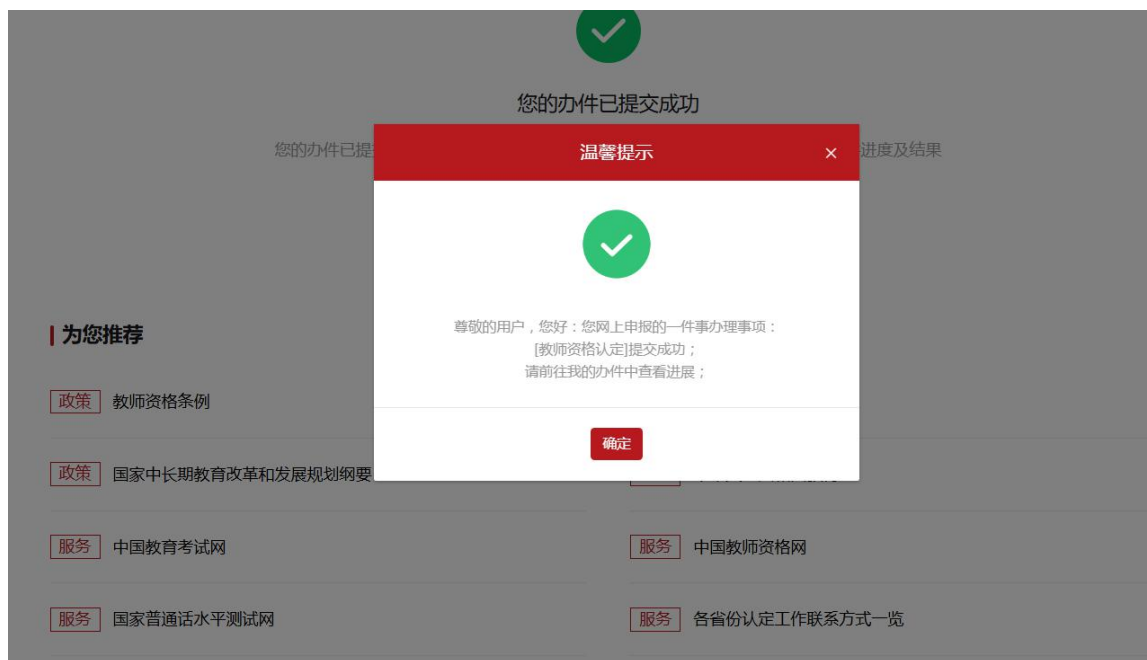 您的办件已提交成功
您的办件已提
进度及结果
温馨提示
尊敬的用户，您好：您网上申报的一件事办理事项：
[教师资格认定]提交成功；
请前往我的办件中查看进展；
确定
为您推荐
政策 教师资格条例
政策 国家中长期教育改革和发展规划纲要
服务 中国教育考试网
服务 中国教师资格网
服务 国家普通话水平测试网
服务 各省份认定工作联系方式一览